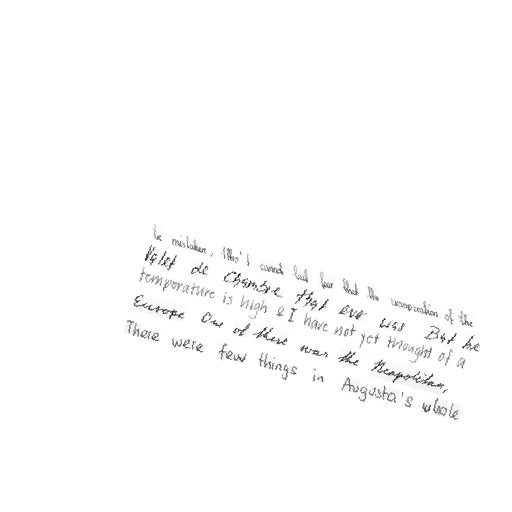 be mistaken, tho' I cannot but fear that the evaporation of the
Valet de Chambre that ever was But he
temperature is high & I have not yet thought of a
Europe One of these was the Neapolitan,
There were few things in Augusta's whole